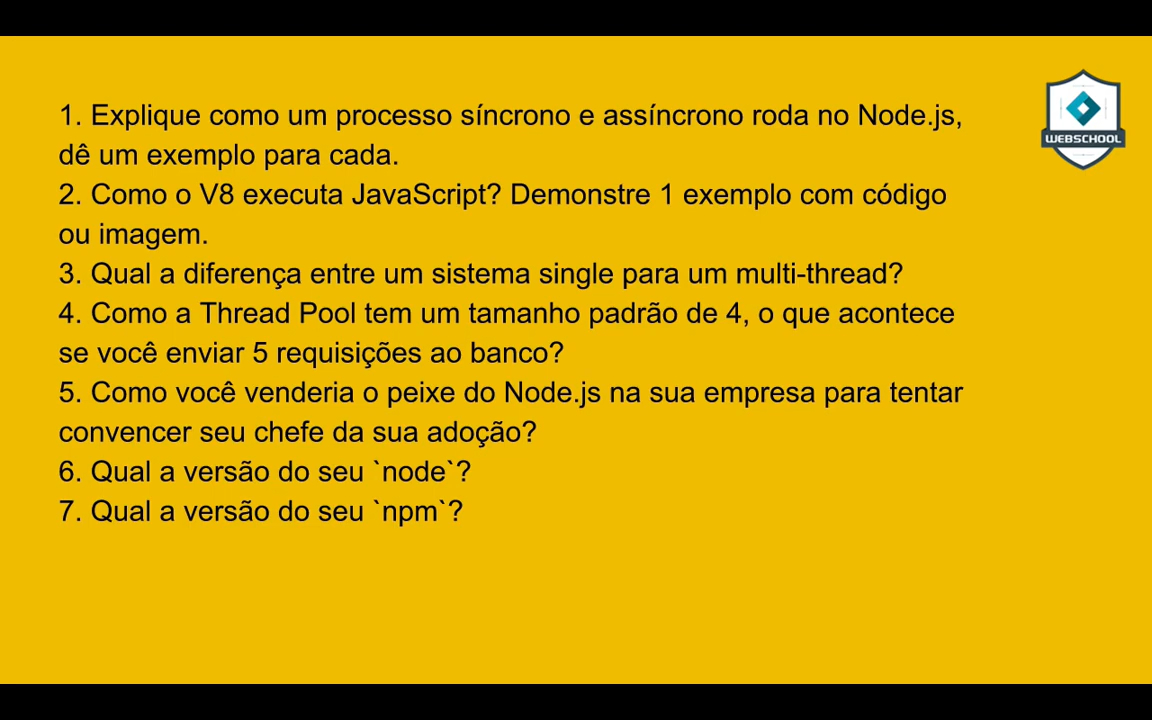 1. Explique como um processo síncrono e assíncrono roda no Node.js,
dê um exemplo para cada.
2. Como o V8 executa JavaScript? Demonstre 1 exemplo com código
ou imagem.
3. Qual a diferença entre um sistema single para um multi-thread?
4. Como a Thread Pool tem um tamanho padrão de 4, o que acontece
se você enviar 5 requisições ao banco?
5. Como você venderia o peixe do Node.js na sua empresa para tentar
convencer seu chefe da sua adoção?
6. Qual a versão do seu `node`?
7. Qual a versão do seu `npm`?
WEBSCHOOL